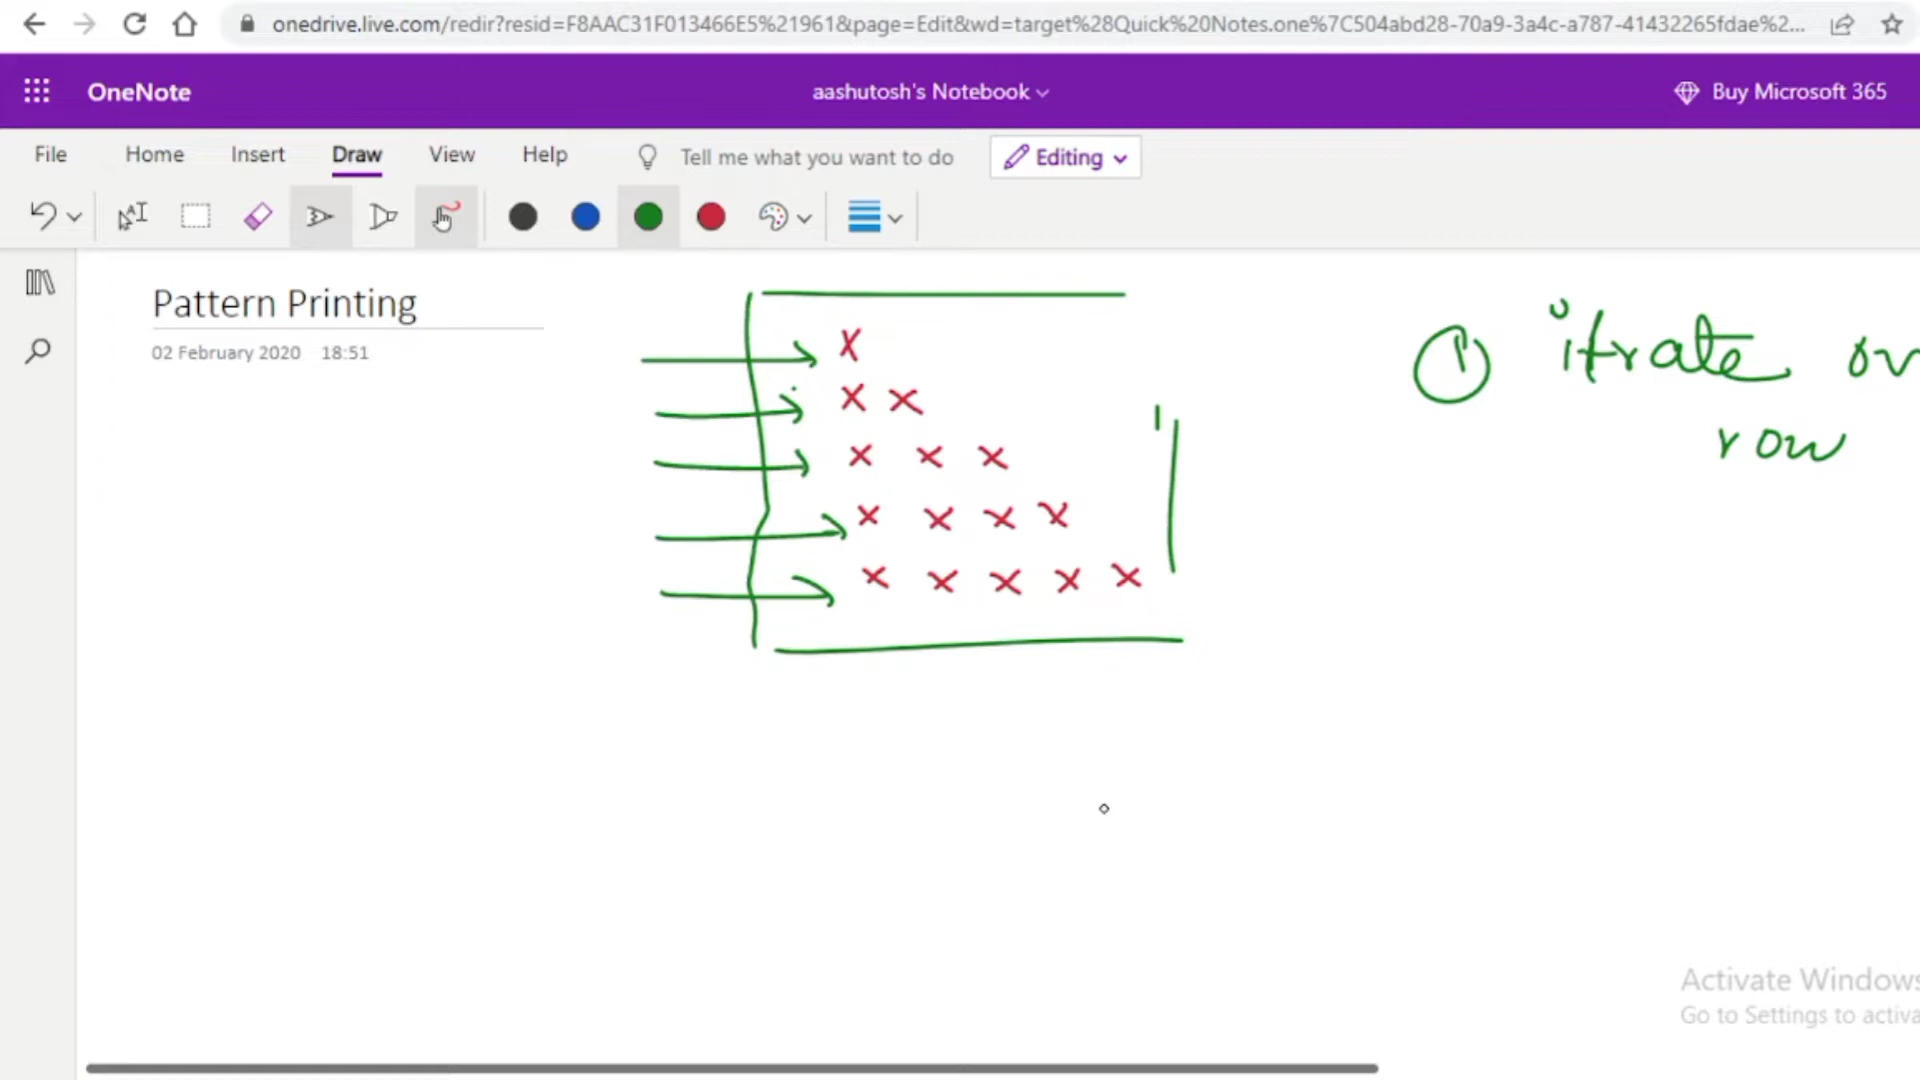 onedrive.live.com/redir?resid=F8AAC31F013466E5%21961&page=Edit&wd=target%28Quick%20Notes.one%7C504abd28-70a9-3a4c-a787-41432265fdae%2...
OneNote
aashutosh's Notebook
Buy Microsoft 365
File Home Insert Draw View Help Tell me what you want to do Editing
Pattern Printing
02 February 2020 18:51
x
x x
x x x
x x x x
x x x x x
① itrate on
row
Activate Windows
Go to Settings to activa